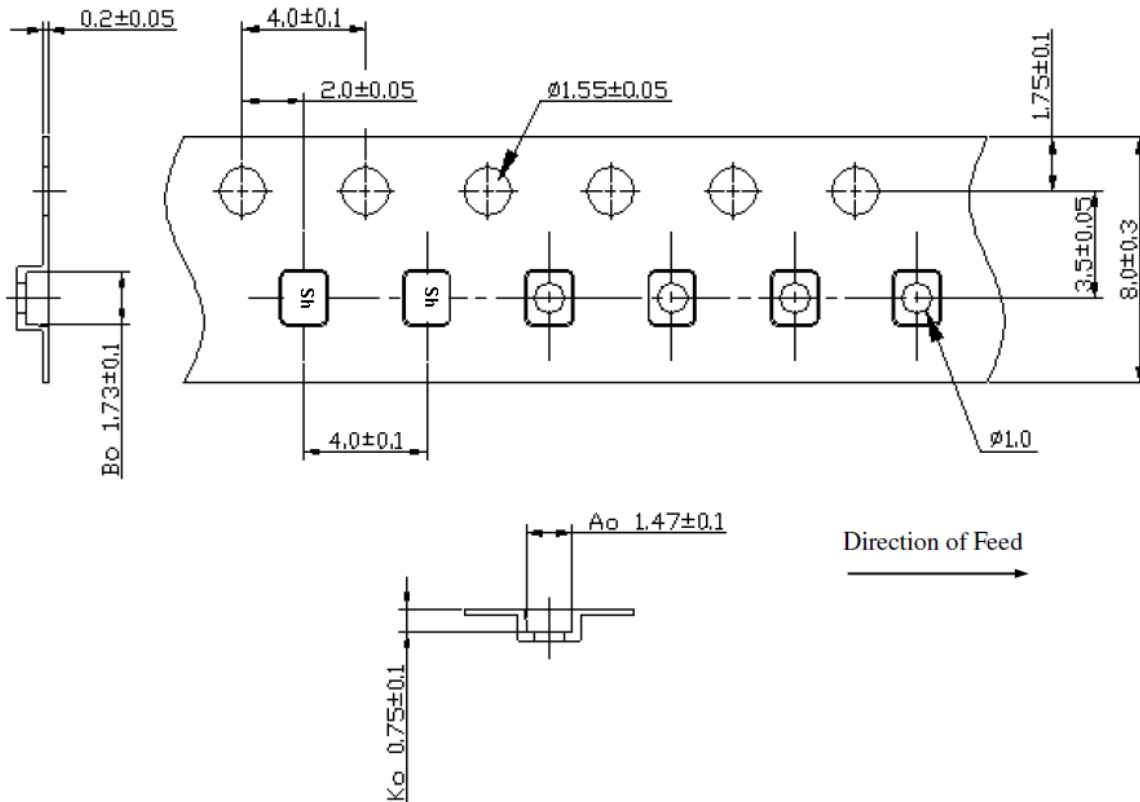 0.2±0.05
4.0±0.1
2.0±0.05
ø1.55±0.05
1.75±0.1
3.5±0.05
8.0±0.3
Sh
Sh
Bo 1.73±0.1
4.0±0.1
ø1.0
Ao 1.47±0.1
Direction of Feed
Ko 0.75±0.1